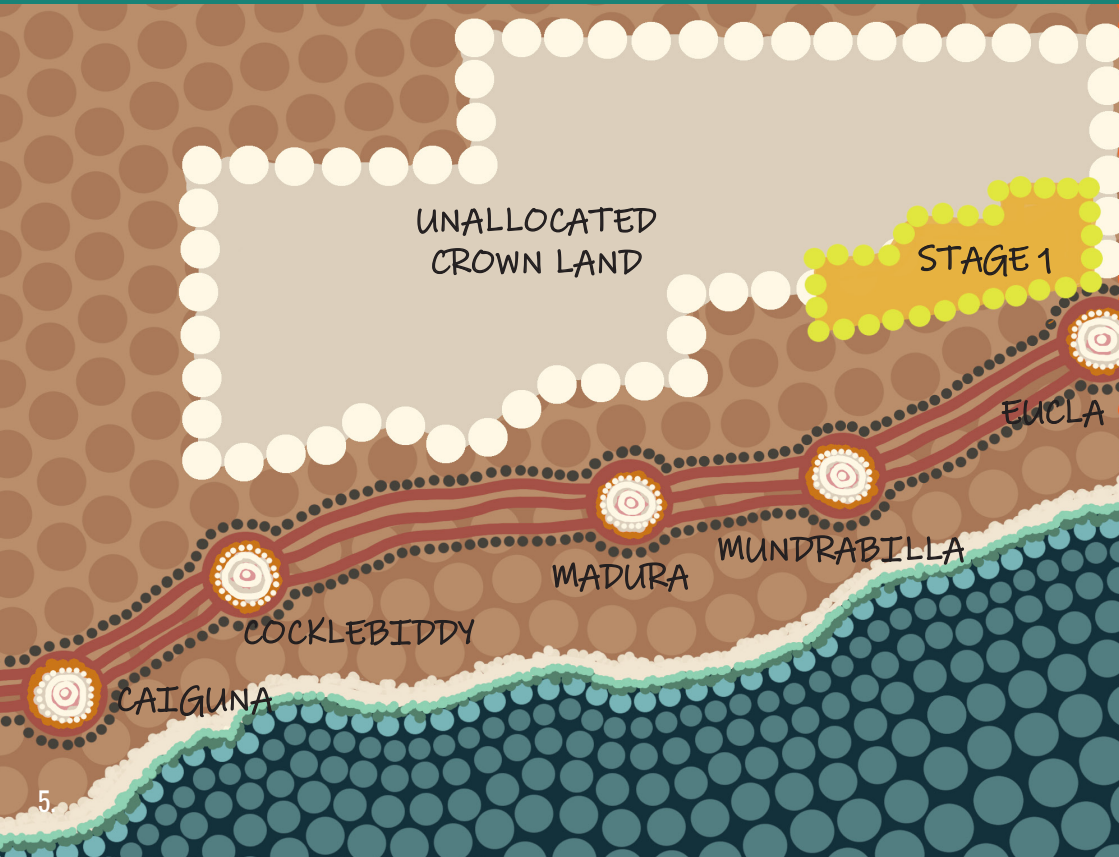 UNALLOCATED
CROWN LAND
STAGE 1
EUCLA
MUNDRABILLA
MADURA
COCKLEBIDDY
CAIGUNA
5